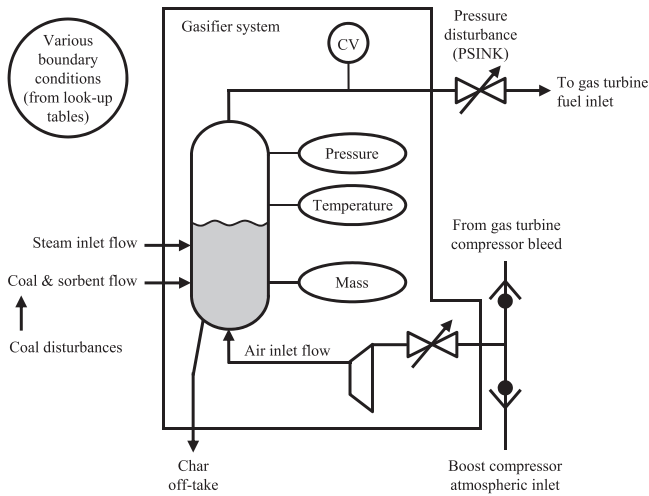 Various
boundary
conditions
(from look-up
tables)
Gasifier system
CV
Pressure
disturbance
(PSINK)
To gas turbine
fuel inlet
Pressure
Temperature
Mass
Steam inlet flow
Coal & sorbent flow
Coal disturbances
Air inlet flow
From gas turbine
compressor bleed
Char
off-take
Boost compressor
atmospheric inlet